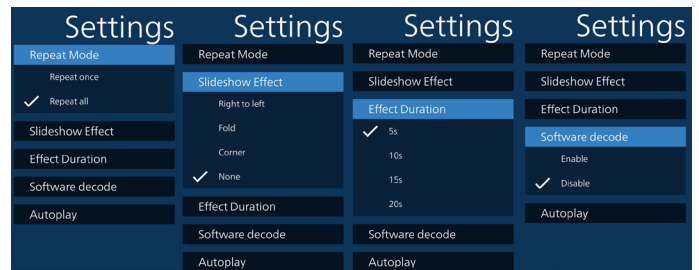 Settings
Repeat Mode
Repeat once
Repeat all
Slideshow Effect
Effect Duration
Software decode
Autoplay
Settings
Repeat Mode
Slideshow Effect
Right to left
Fold
Corner
None
Effect Duration
Software decode
Autoplay
Settings
Repeat Mode
Slideshow Effect
Effect Duration
5s
10s
15s
20s
Software decode
Autoplay
Settings
Repeat Mode
Slideshow Effect
Effect Duration
Software decode
Enable
Disable
Autoplay